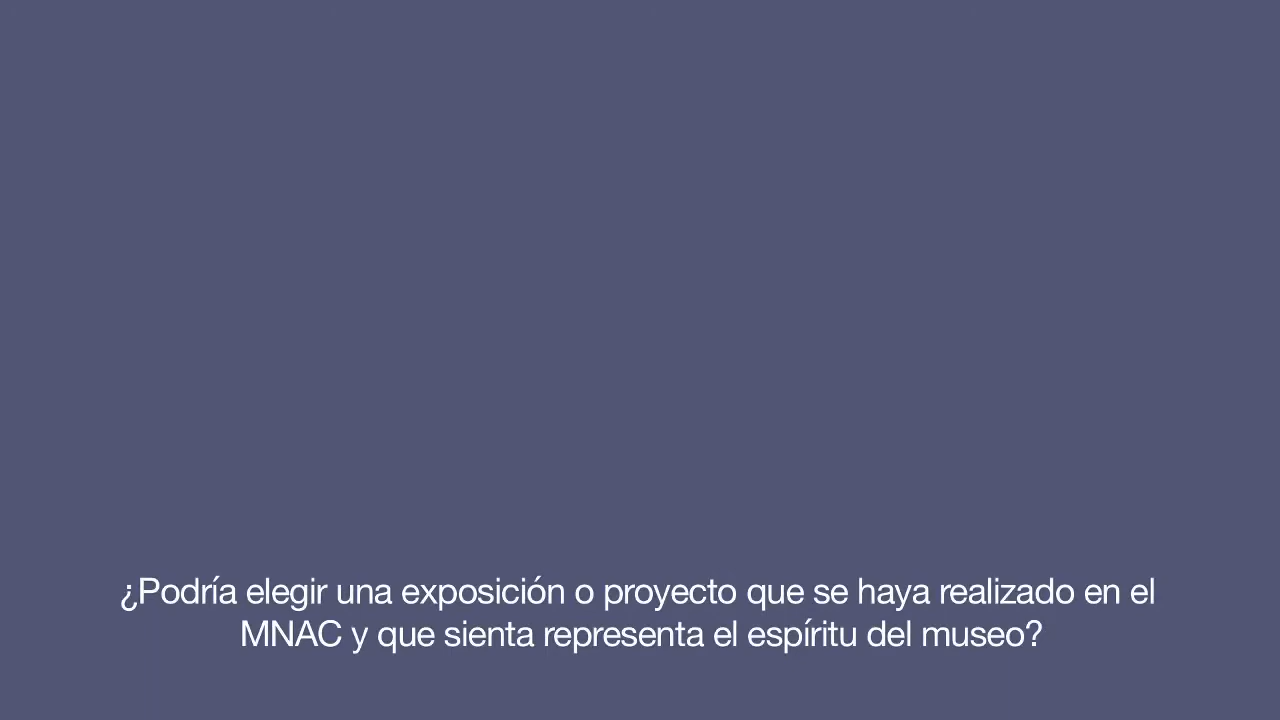 ¿Podría elegir una exposición o proyecto que se haya realizado en el
MNAC y que sienta representa el espíritu del museo?